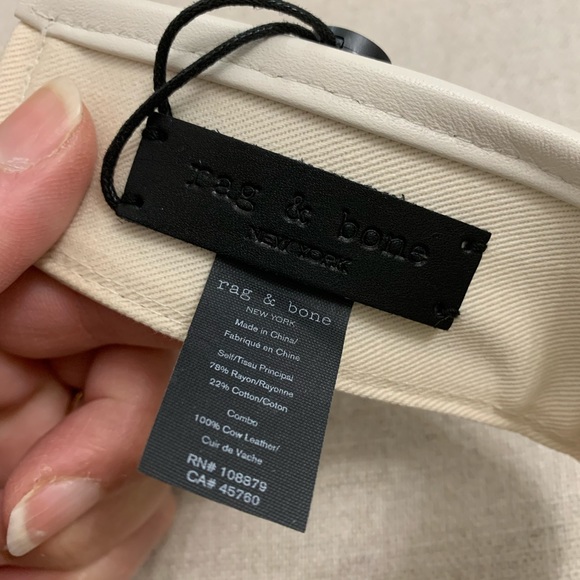 rag & bone
NEW YORK
rag & bone
NEW YORK
Made in China/
Fabriqué en Chine
Self/Tissu Principal
78% Rayon/Rayonne
22% Cotton/Coton
Combo
100% Cow Leather/
Cuir de Vache
RN# 108879
CA# 45760